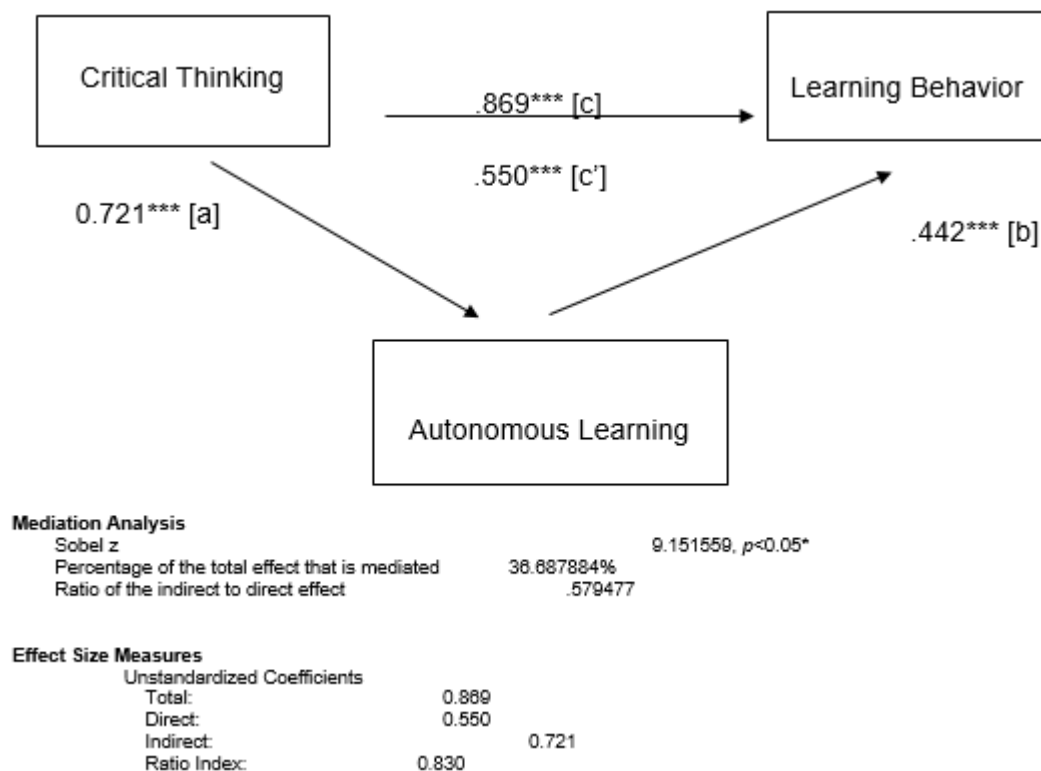 Critical Thinking
Learning Behavior
.869*** [c]
.550*** [c']
0.721*** [a]
.442*** [b]
Autonomous Learning
Mediation Analysis
Sobel z 9.151559, p<0.05*
Percentage of the total effect that is mediated 36.687884%
Ratio of the indirect to direct effect .579477
Effect Size Measures
Unstandardized Coefficients
Total: 0.869
Direct: 0.550
Indirect: 0.721
Ratio Index: 0.830